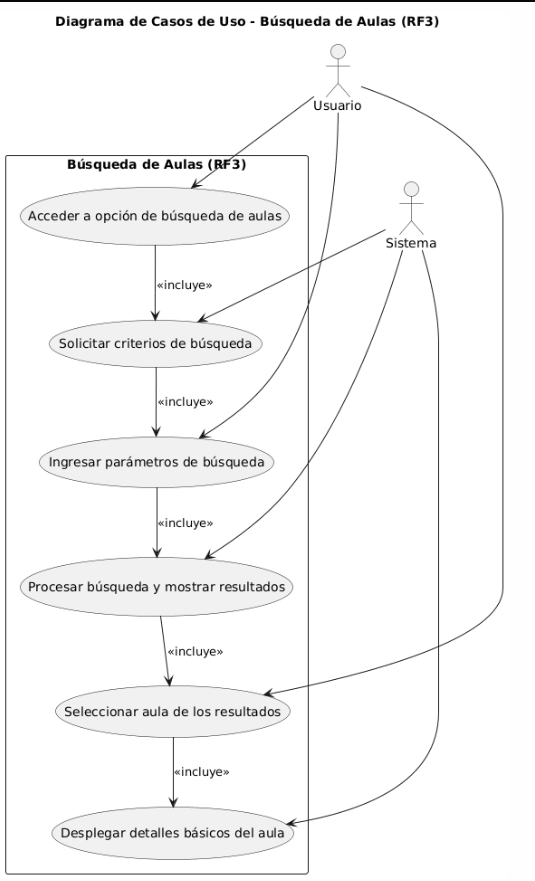 Diagrama de Casos de Uso - Búsqueda de Aulas (RF3)
Usuario
Búsqueda de Aulas (RF3)
Sistema
Acceder a opción de búsqueda de aulas
«incluye»
Solicitar criterios de búsqueda
«incluye»
Ingresar parámetros de búsqueda
«incluye»
Procesar búsqueda y mostrar resultados
«incluye»
Seleccionar aula de los resultados
«incluye»
Desplegar detalles básicos del aula